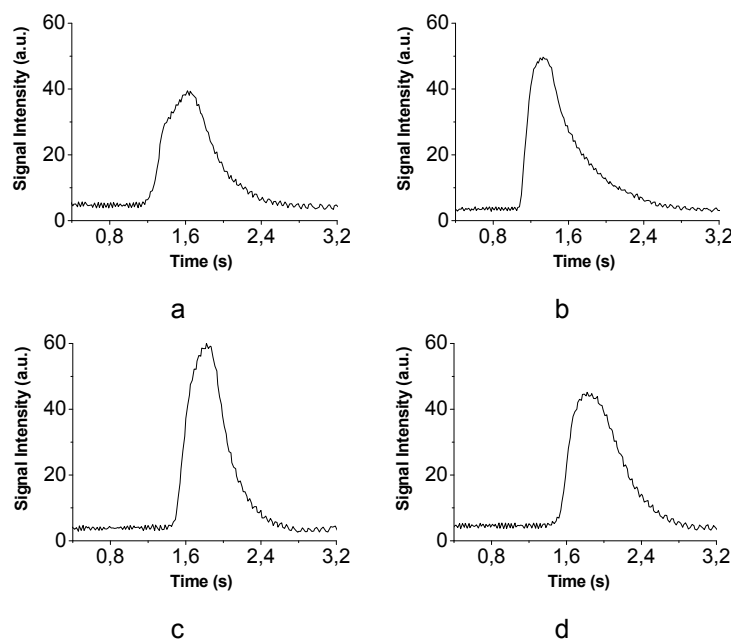 60
40
20
0
0,8 1,6 2,4 3,2
Signal Intensity (a.u.)
Time (s)
a
60
40
20
0
0,8 1,6 2,4 3,2
Signal Intensity (a.u.)
Time (s)
b
60
40
20
0
0,8 1,6 2,4 3,2
Signal Intensity (a.u.)
Time (s)
c
60
40
20
0
0,8 1,6 2,4 3,2
Signal Intensity (a.u.)
Time (s)
d